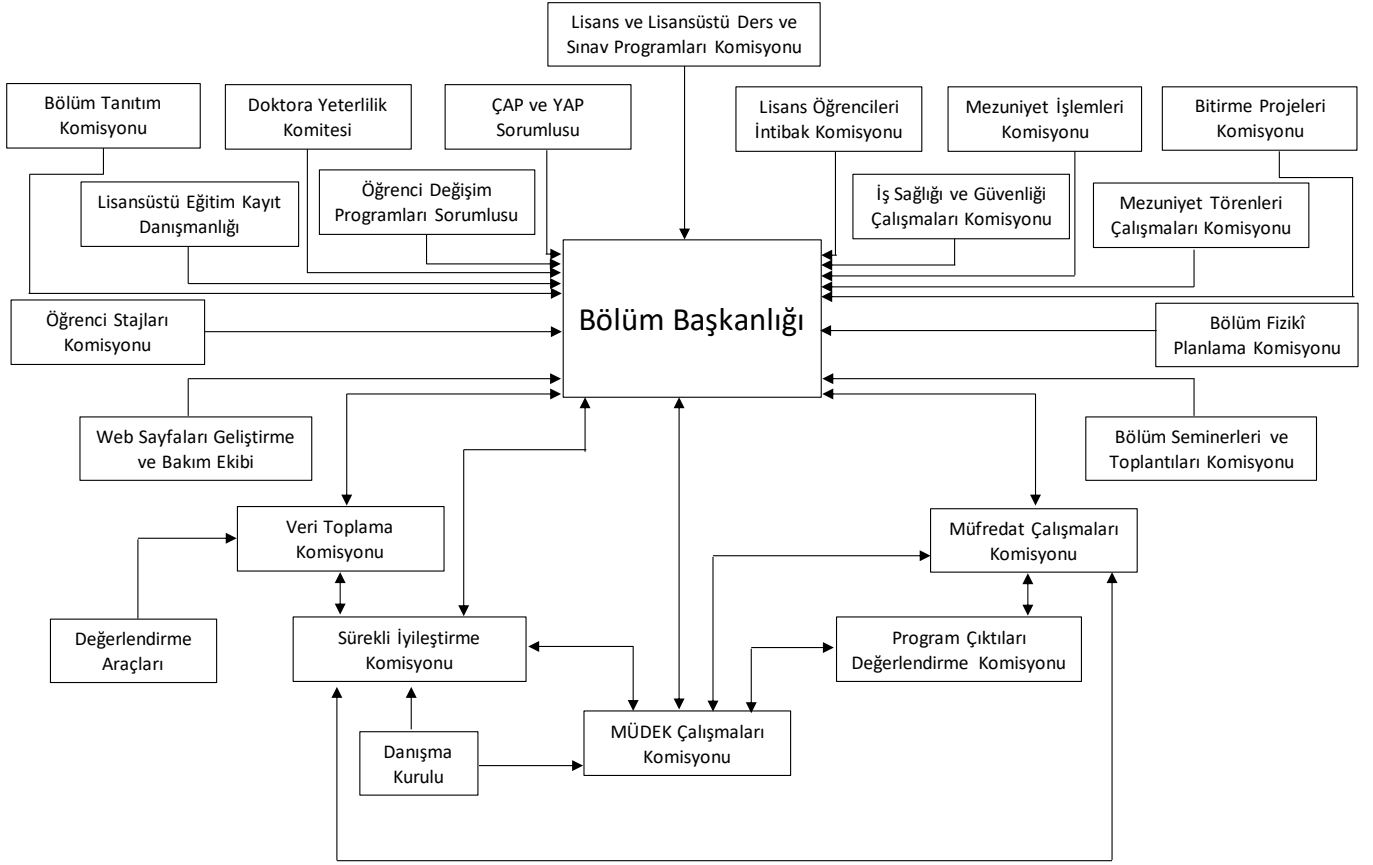 Lisans ve Lisansüstü Ders ve
Sınav Programları Komisyonu
Bölüm Tanıtım
Komisyonu
Doktora Yeterlilik
Komitesi
ÇAP ve YAP
Sorumlusu
Lisans Öğrencileri
İntibak Komisyonu
Mezuniyet İşlemleri
Komisyonu
Bitirme Projeleri
Komisyonu
Lisansüstü Eğitim Kayıt
Danışmanlığı
Öğrenci Değişim
Programları Sorumlusu
İş Sağlığı ve Güvenliği
Çalışmaları Komisyonu
Mezuniyet Törenleri
Çalışmaları Komisyonu
Öğrenci Stajları
Komisyonu
Bölüm Başkanlığı
Bölüm Fizikî
Planlama Komisyonu
Web Sayfaları Geliştirme
ve Bakım Ekibi
Bölüm Seminerleri ve
Toplantıları Komisyonu
Veri Toplama
Komisyonu
Müfredat Çalışmaları
Komisyonu
Değerlendirme
Araçları
Sürekli İyileştirme
Komisyonu
Program Çıktıları
Değerlendirme Komisyonu
Danışma
Kurulu
MÜDEK Çalışmaları
Komisyonu